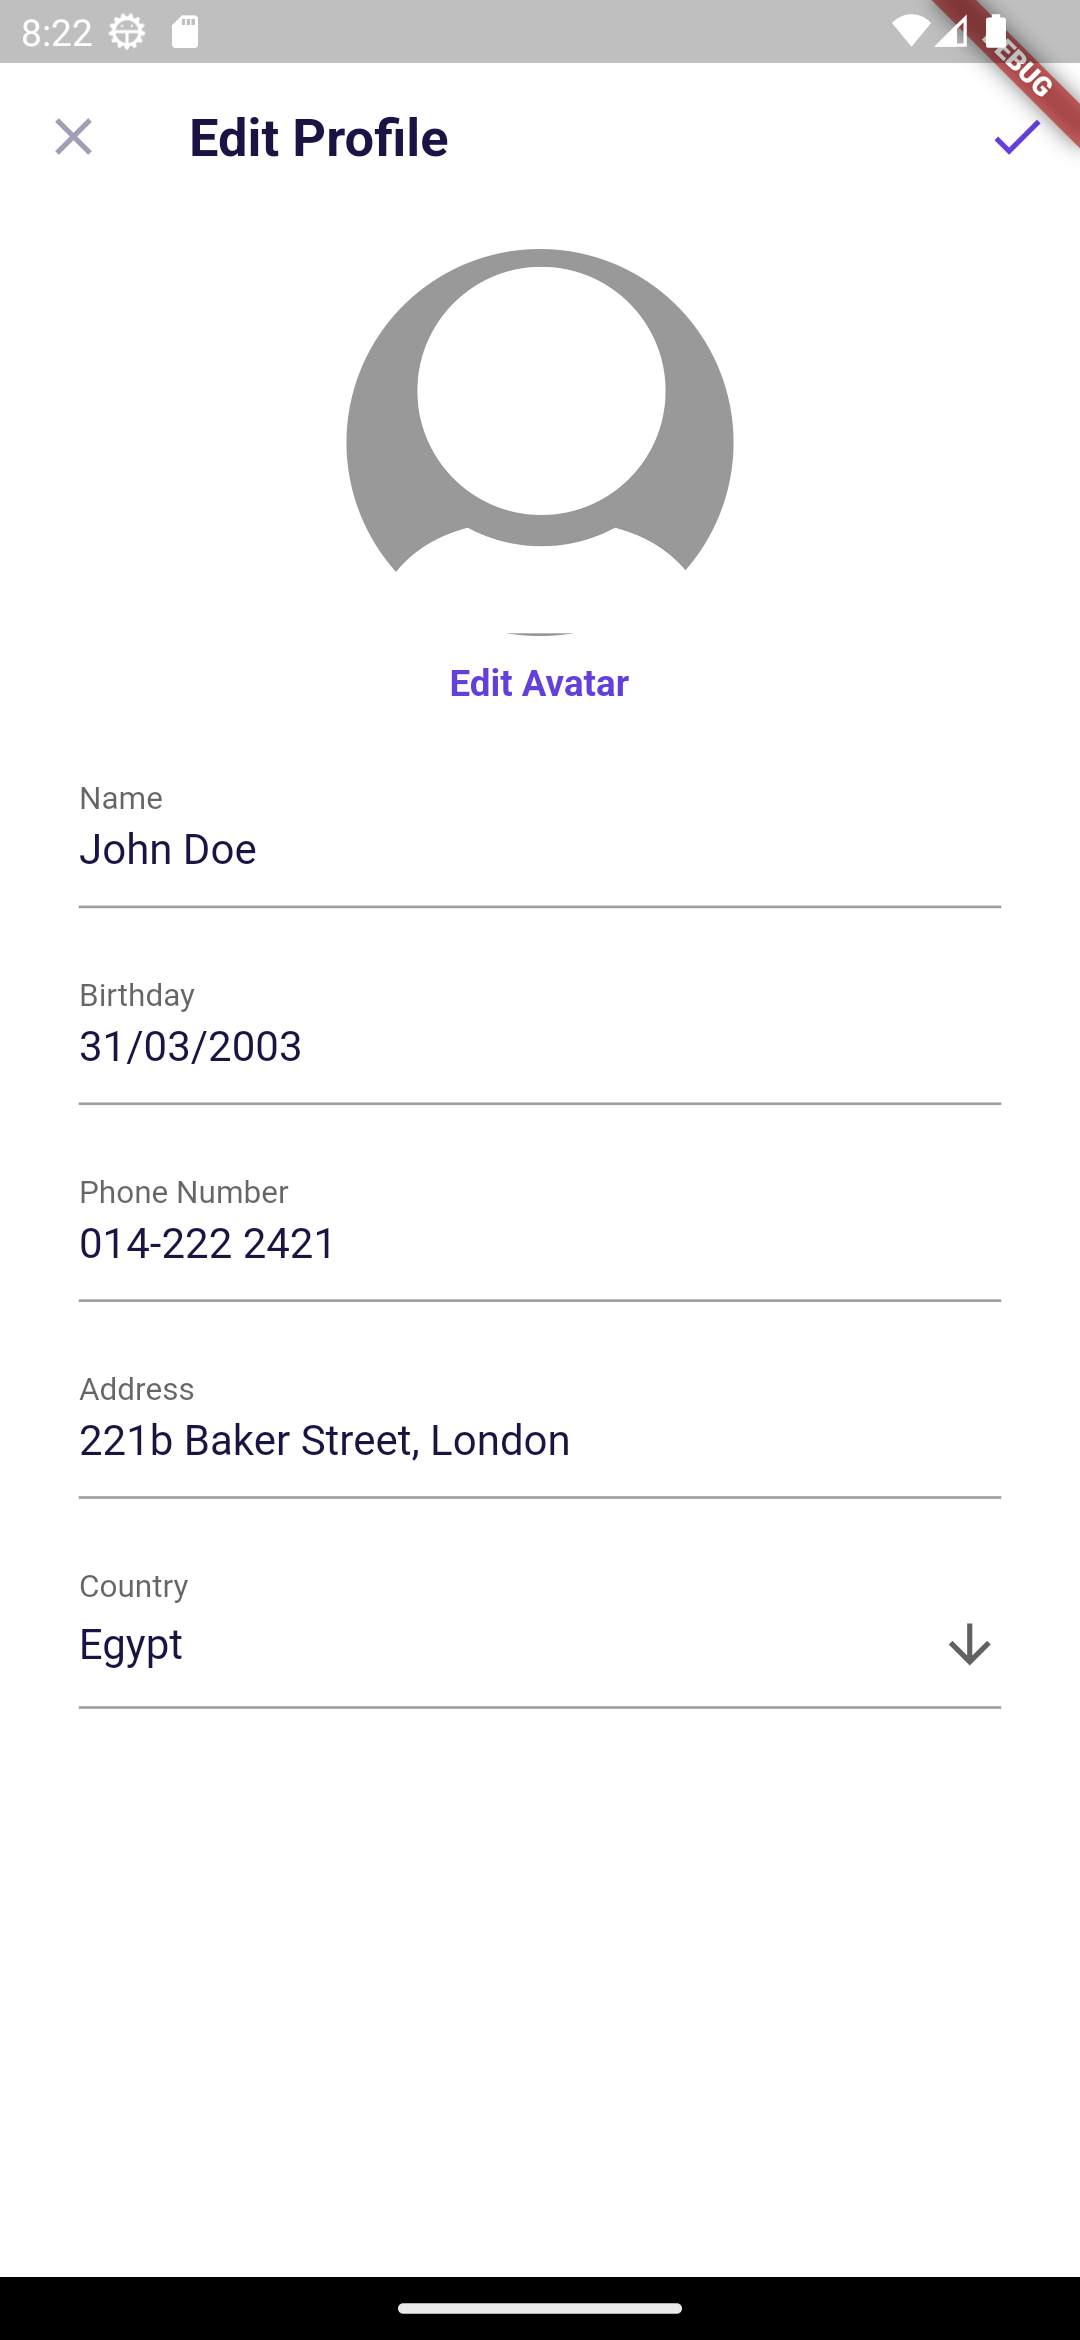 8:22
DEBUG
Edit Profile
Edit Avatar
Name
John Doe
Birthday
31/03/2003
Phone Number
014-222 2421
Address
221b Baker Street, London
Country
Egypt